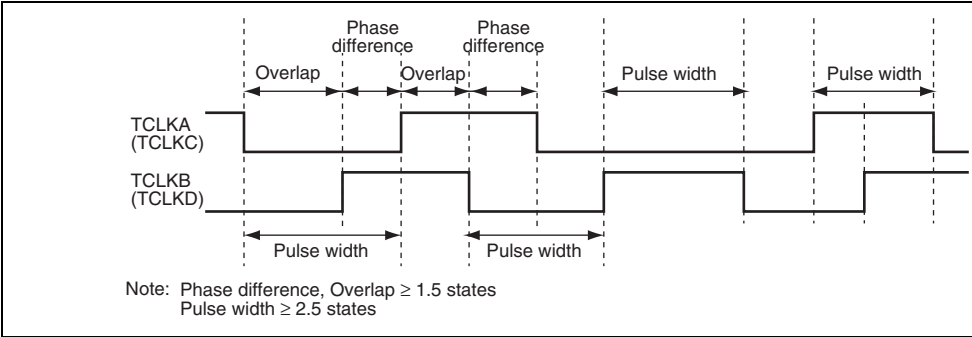 Phase
difference
Phase
difference
Overlap
Overlap
Pulse width
Pulse width
TCLKA
(TCLKC)
TCLKB
(TCLKD)
Pulse width
Pulse width
Note: Phase difference, Overlap ≥ 1.5 states
Pulse width ≥ 2.5 states